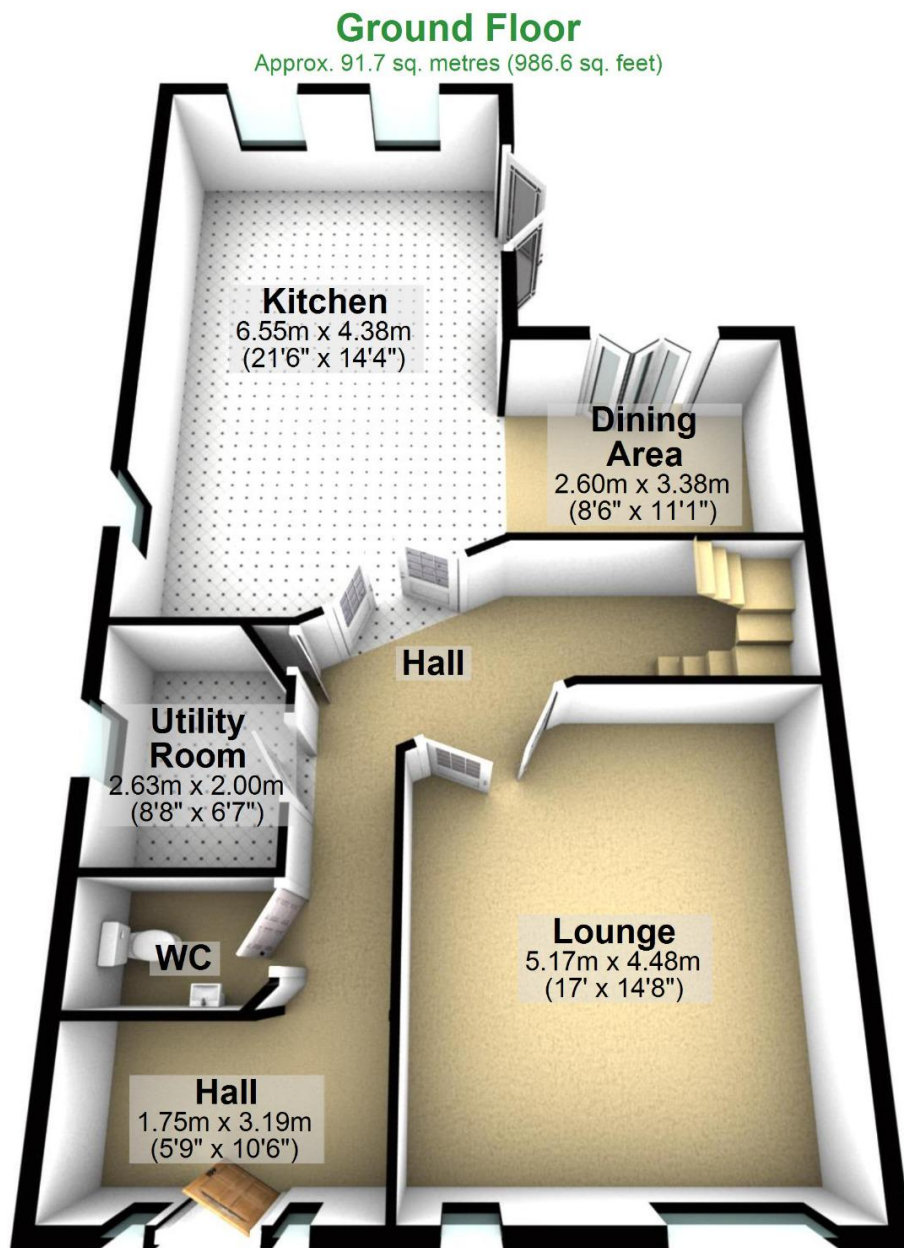 Ground Floor
Approx. 91.7 sq. metres (986.6 sq. feet)
Kitchen
6.55m x 4.38m
(21'6" x 14'4")
Dining
Area
2.60m x 3.38m
(8'6" x 11'1")
Hall
Utility
Room
2.63m x 2.00m
(8'8" x 6'7")
WC
Lounge
5.17m x 4.48m
(17' x 14'8")
Hall
1.75m x 3.19m
(5'9" x 10'6")